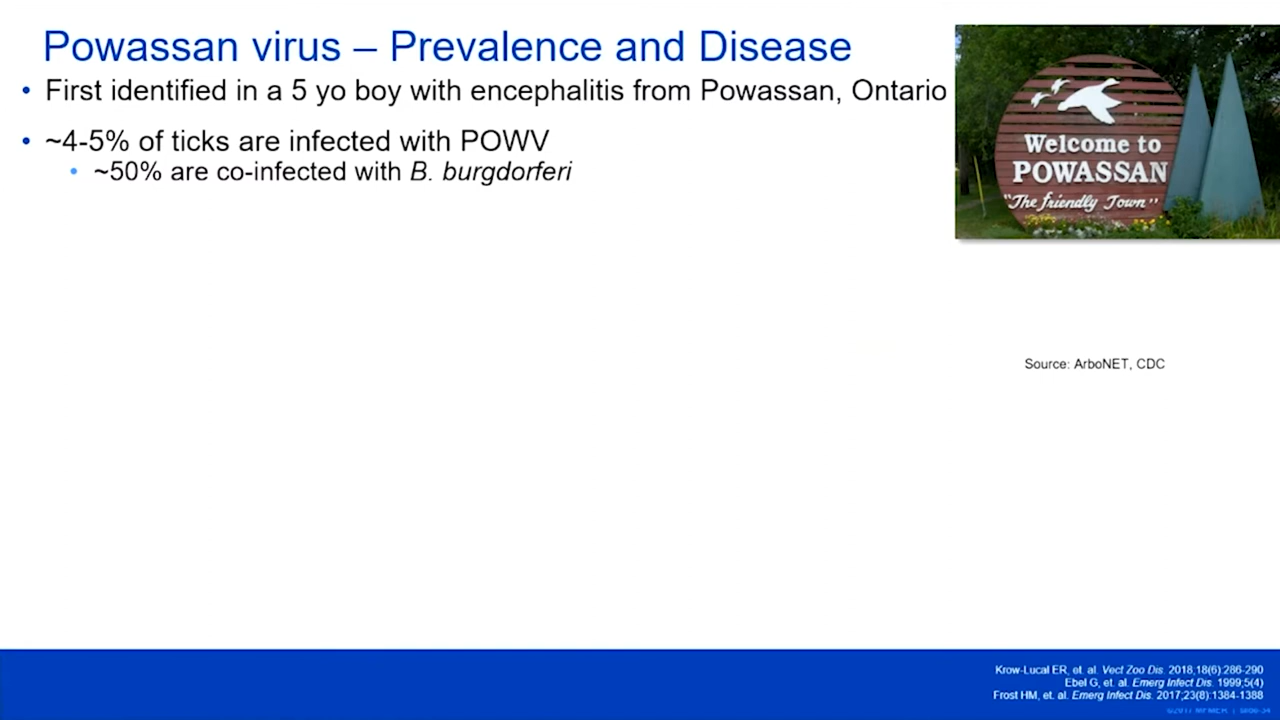 Powassan virus – Prevalence and Disease
• First identified in a 5 yo boy with encephalitis from Powassan, Ontario
• ~4-5% of ticks are infected with POWV
• ~50% are co-infected with B. burgdorferi
Welcome to
POWASSAN
"The friendly Town"
Source: ArboNET, CDC
Krow-Lucal ER, et. al. Vect Zoo Dis. 2018;18(6):286-290
Ebel G, et. al. Emerg Infect Dis. 1999;5(4)
Frost HM, et. al. Emerg Infect Dis. 2017;23(8):1384-1388
©2017 MFMER |